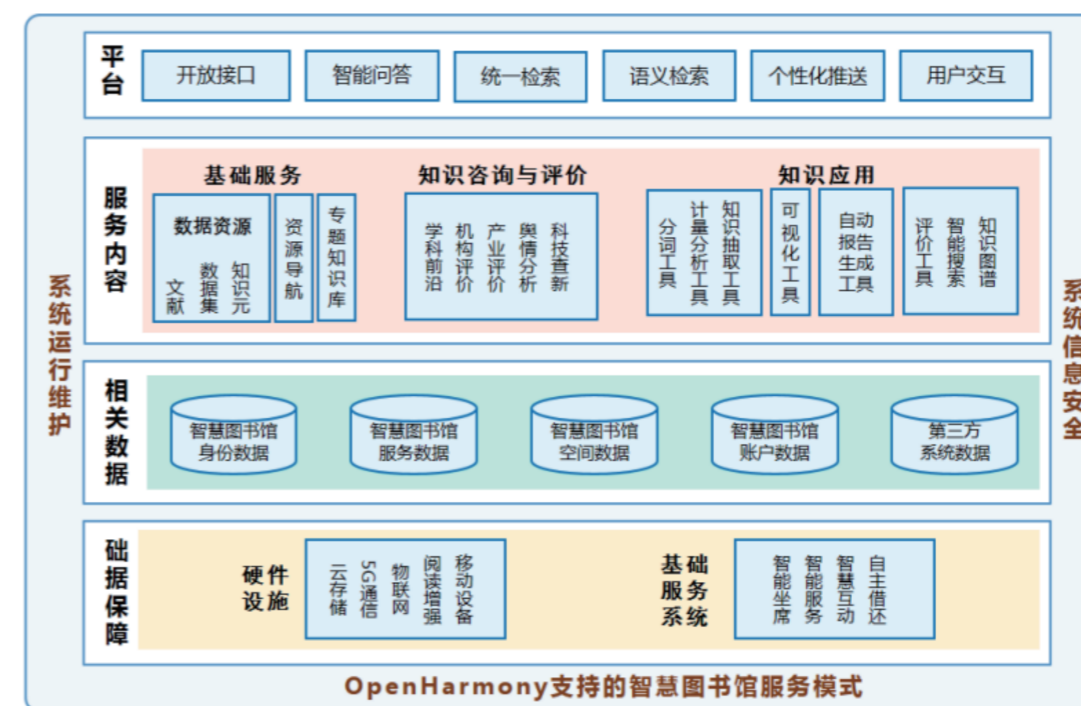 平台
开放接口
智能问答
统一检索
语义检索
个性化推送
用户交互
服务内容
基础服务
数据资源
文献
数据集
知识元
资源导航
专题知识库
知识咨询与评价
学科前沿
机构评价
产业评价
舆情分析
科技查新
知识应用
分词工具
计量分析工具
知识抽取工具
可视化工具
自动
报告
生成
工具
评价工具
智能搜索
知识图谱
相关数据
智慧图书馆
身份数据
智慧图书馆
服务数据
智慧图书馆
空间数据
智慧图书馆
账户数据
第三方
系统数据
础据保障
硬件
设施
云存储
5G通信
物联网
阅读增强
移动设备
基础
服务
系统
智能坐席
智能服务
智慧互动
自主借还
系统运行维护
系统信息安全
OpenHarmony支持的智慧图书馆服务模式